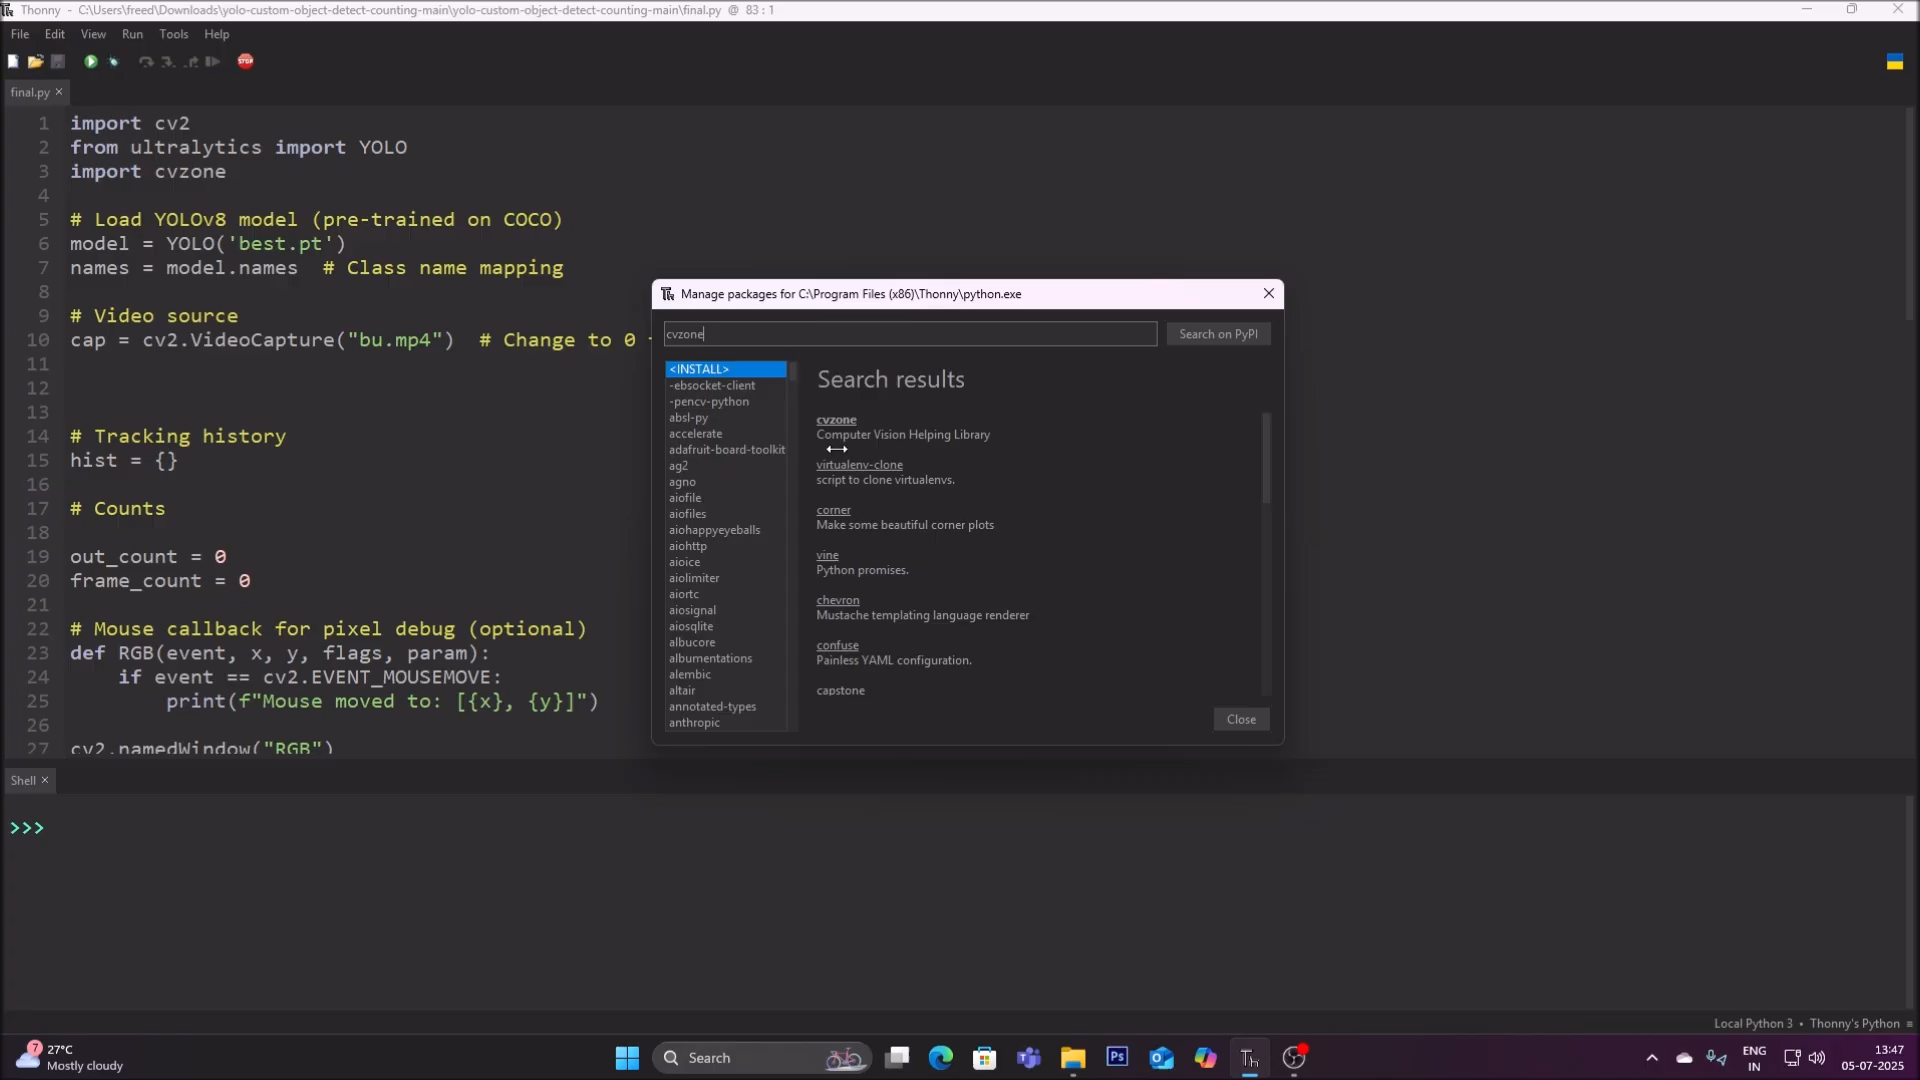 Thonny - C:\Users\freed\Downloads\yolo-custom-object-detect-counting-main\yolo-custom-object-detect-counting-main\final.py @ 83 : 1
File Edit View Run Tools Help
STOP
final.py ×
1 import cv2
2 from ultralytics import YOLO
3 import cvzone
4
5 # Load YOLOv8 model (pre-trained on COCO)
6 model = YOLO('best.pt')
7 names = model.names # Class name mapping
8
9 # Video source
10 cap = cv2.VideoCapture("bu.mp4") # Change to 0
11
12
13
14 # Tracking history
15 hist = {}
16
17 # Counts
18
19 out_count = 0
20 frame_count = 0
21
22 # Mouse callback for pixel debug (optional)
23 def RGB(event, x, y, flags, param):
24 if event == cv2.EVENT_MOUSEMOVE:
25 print(f"Mouse moved to: [{x}, {y}]")
26
27 cv2.namedWindow("RGB")
Manage packages for C:\Program Files (x86)\Thonny\python.exe
cvzone
Search on PyPI
<INSTALL>
-ebsocket-client
-pencv-python
absl-py
accelerate
adafruit-board-toolkit
ag2
agno
aiofile
aiofiles
aiohappyeyeballs
aiohttp
aioice
aiolimiter
aiortc
aiosignal
aiosqlite
albucore
albumentations
alembic
altair
annotated-types
anthropic
Search results
cvzone
Computer Vision Helping Library
virtualenv-clone
script to clone virtualenvs.
corner
Make some beautiful corner plots
vine
Python promises.
chevron
Mustache templating language renderer
confuse
Painless YAML configuration.
capstone
Close
Shell ×
>>>
Local Python 3 • Thonny's Python ≡
7
27°C
Mostly cloudy
Search
Ps
Th
ENG
IN
13:47
05-07-2025